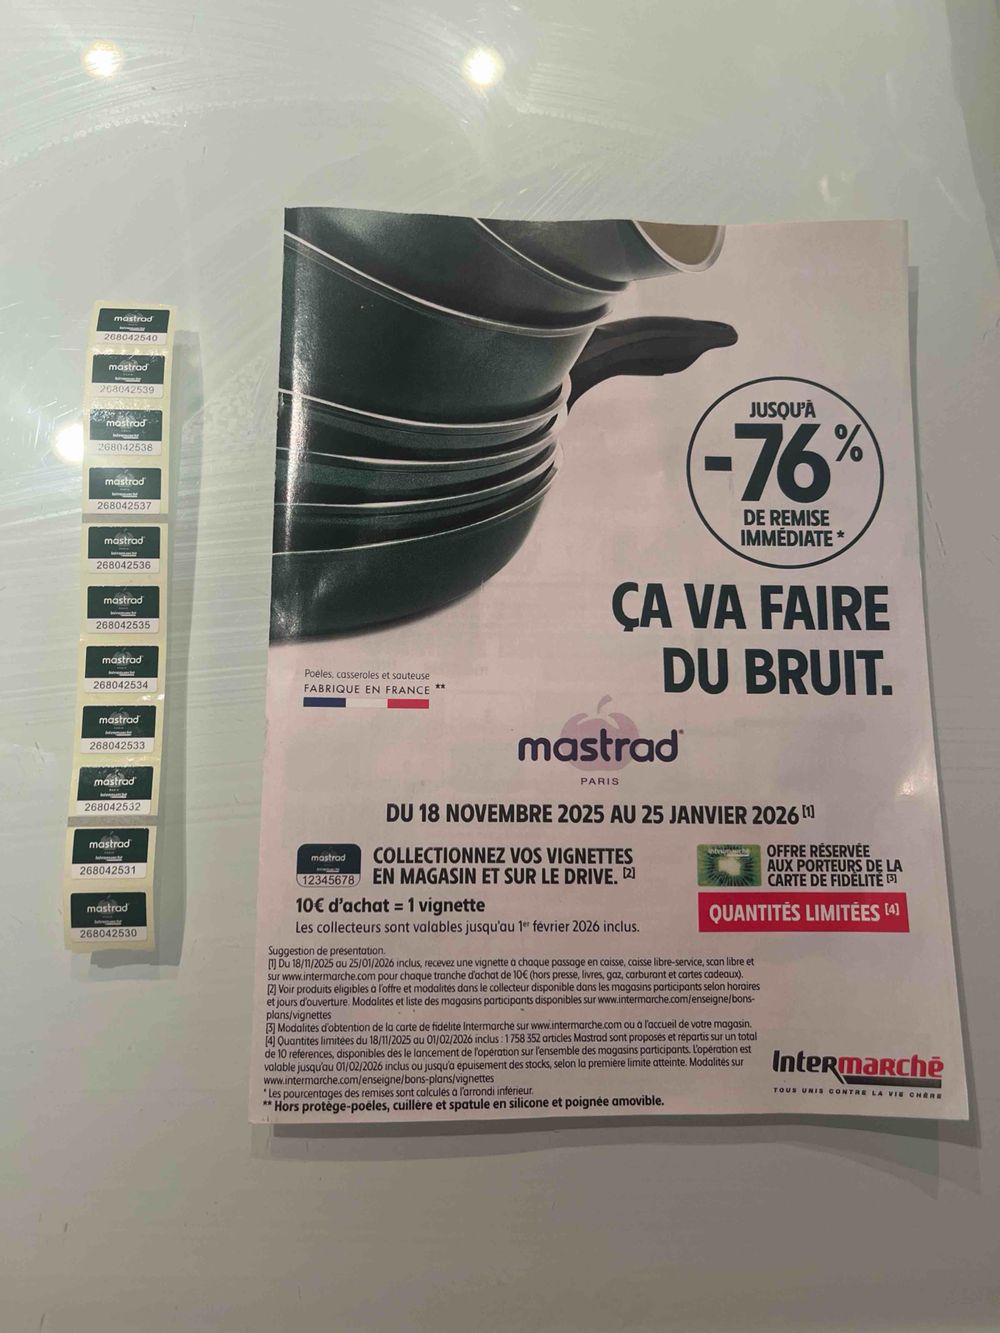 mastrad
268042540
mastrad
268042539
mastrad
268042538
mastrad
268042537
mastrad
268042536
mastrad
268042535
mastrad
268042534
mastrad
268042533
mastrad
268042532
mastrad
268042531
mastrad
268042530
JUSQU'À
-76%
DE REMISE
IMMÉDIATE*
ÇA VA FAIRE
DU BRUIT.
Poêles, casseroles et sauteuse
FABRIQUE EN FRANCE **
mastrad
PARIS
DU 18 NOVEMBRE 2025 AU 25 JANVIER 2026 [1]
mastrad
12345678
COLLECTIONNEZ VOS VIGNETTES
EN MAGASIN ET SUR LE DRIVE. [2]
10€ d'achat = 1 vignette
Les collecteurs sont valables jusqu'au 1er février 2026 inclus.
OFFRE RÉSERVÉE
AUX PORTEURS DE LA
CARTE DE FIDÉLITÉ [3]
QUANTITÉS LIMITÉES [4]
Suggestion de presentation.
[1] Du 18/11/2025 au 25/01/2026 inclus, recevez une vignette à chaque passage en caisse, caisse libre-service, scan libre et
sur www.intermarche.com pour chaque tranche d'achat de 10€ (hors presse, livres, gaz, carburant et cartes cadeaux).
[2] Voir produits eligibles à l'offre et modalités dans le collecteur disponible dans les magasins participants selon horaires
et jours d'ouverture. Modalités et liste des magasins participants disponibles sur www.intermarche.com/enseigne/bons-
plans/vignettes
[3] Modalités d'obtention de la carte de fidélité Intermarché sur www.intermarche.com ou à l'accueil de votre magasin.
[4] Quantités limitées du 18/11/2025 au 01/02/2026 inclus : 1 758 352 articles Mastrad sont proposés et répartis sur un total
de 10 references, disponibles dès le lancement de l'opération sur l'ensemble des magasins participants. L'opération est
valable jusqu'au 01/02/2026 inclus ou jusqu'a epuisement des stocks, selon la première limite atteinte. Modalités sur
www.intermarche.com/enseigne/bons-plans/vignettes
* Les pourcentages des remises sont calculés à l'arrondi inférieur.
** Hors protège-poêles, cuillère et spatule en silicone et poignée amovible.
Intermarché
TOUS UNIS CONTRE LA VIE CHÈRE